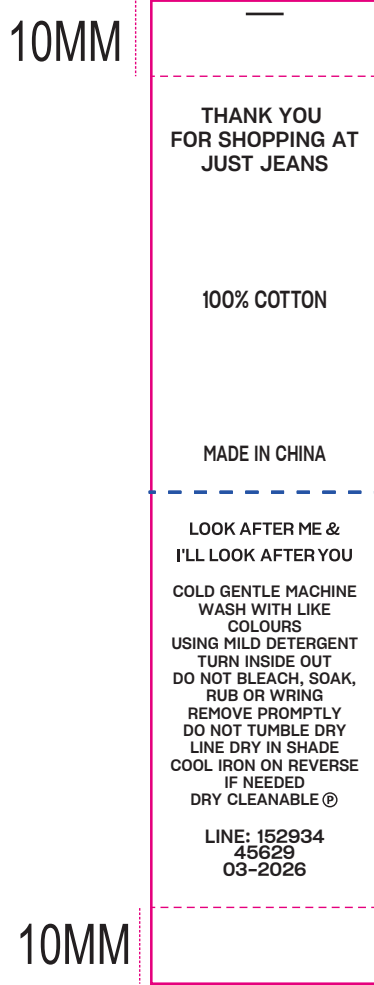 10MM
THANK YOU
FOR SHOPPING AT
JUST JEANS
100% COTTON
MADE IN CHINA
LOOK AFTER ME &
I'LL LOOK AFTER YOU
COLD GENTLE MACHINE
WASH WITH LIKE
COLOURS
USING MILD DETERGENT
TURN INSIDE OUT
DO NOT BLEACH, SOAK,
RUB OR WRING
REMOVE PROMPTLY
DO NOT TUMBLE DRY
LINE DRY IN SHADE
COOL IRON ON REVERSE
IF NEEDED
DRY CLEANABLE Ⓟ
LINE: 152934
45629
03-2026
10MM